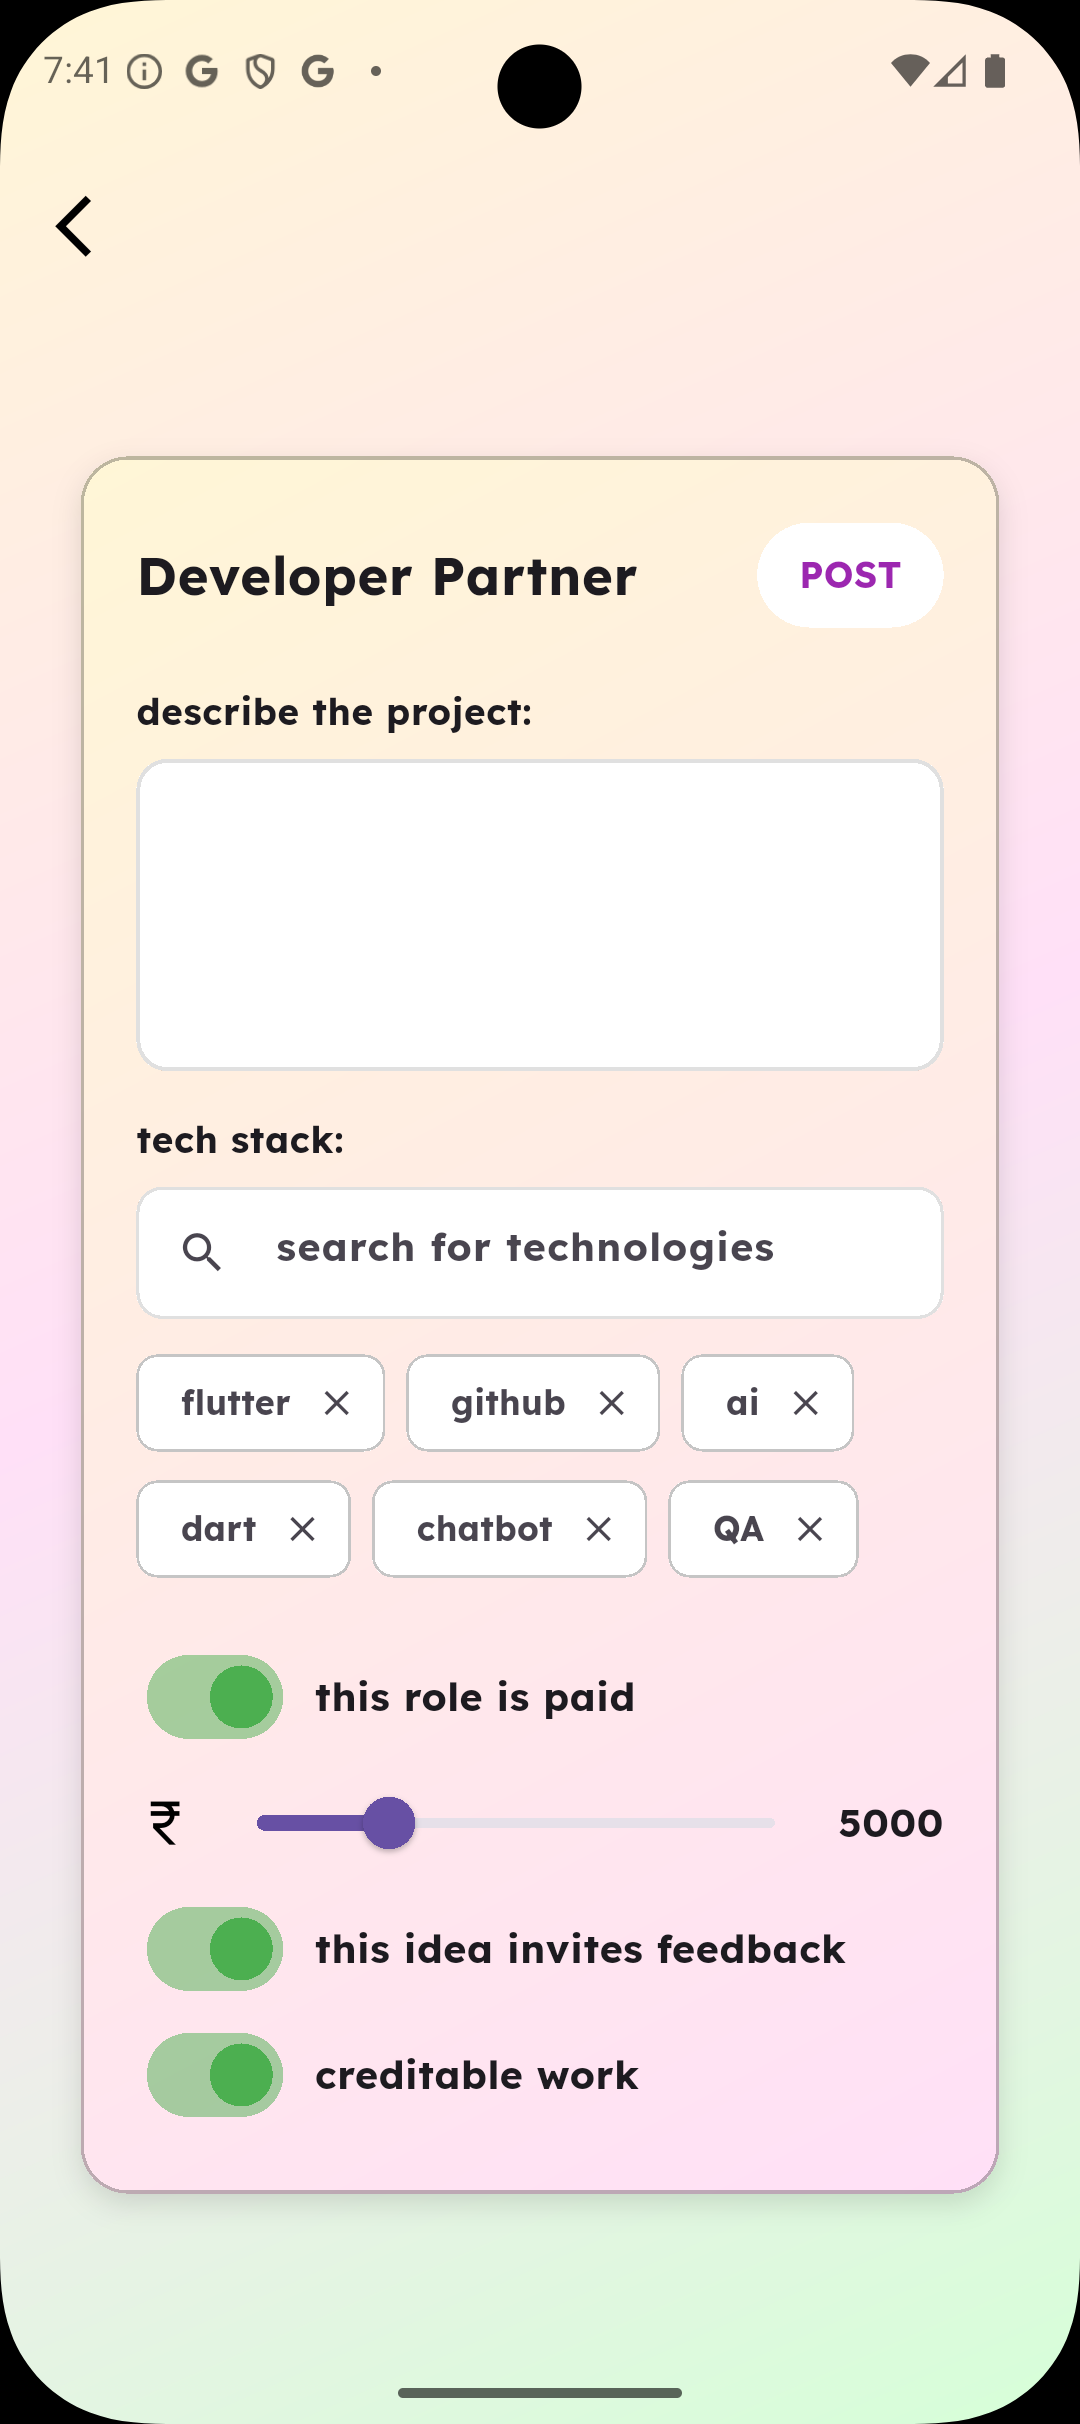 7:41
Developer Partner POST
describe the project:
tech stack:
search for technologies
flutter github ai
dart chatbot QA
this role is paid
₹ 5000
this idea invites feedback
creditable work